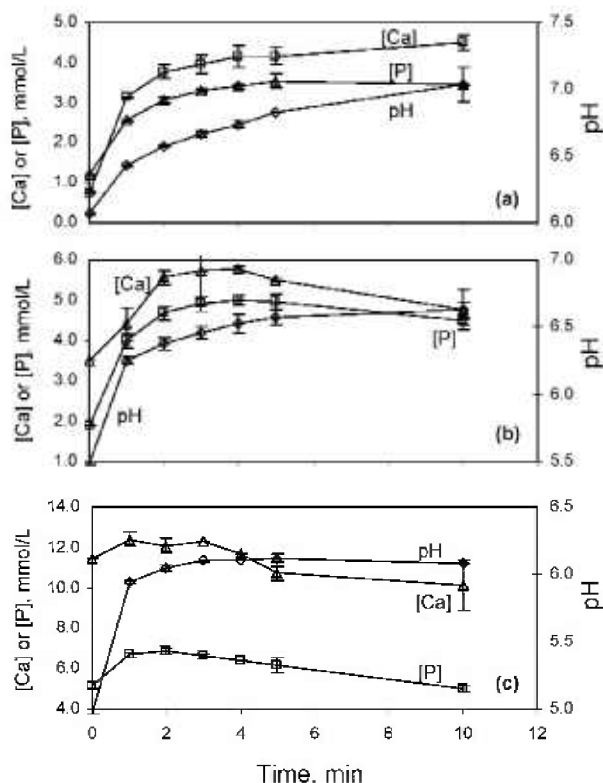 5.0
4.0
3.0
2.0
1.0
0.0
[Ca] or [P], mmol/L
[Ca]
[P]
pH
(a)
7.5
7.0
6.5
6.0
pH
6.0
5.0
4.0
3.0
2.0
1.0
[Ca] or [P], mmol/L
[Ca]
[P]
pH
(b)
7.0
6.5
6.0
5.5
pH
14.0
12.0
10.0
8.0
6.0
4.0
[Ca] or [P], mmol/L
pH
[Ca]
[P]
(c)
6.5
6.0
5.5
5.0
pH
0 2 4 6 8 10 12
Time, min